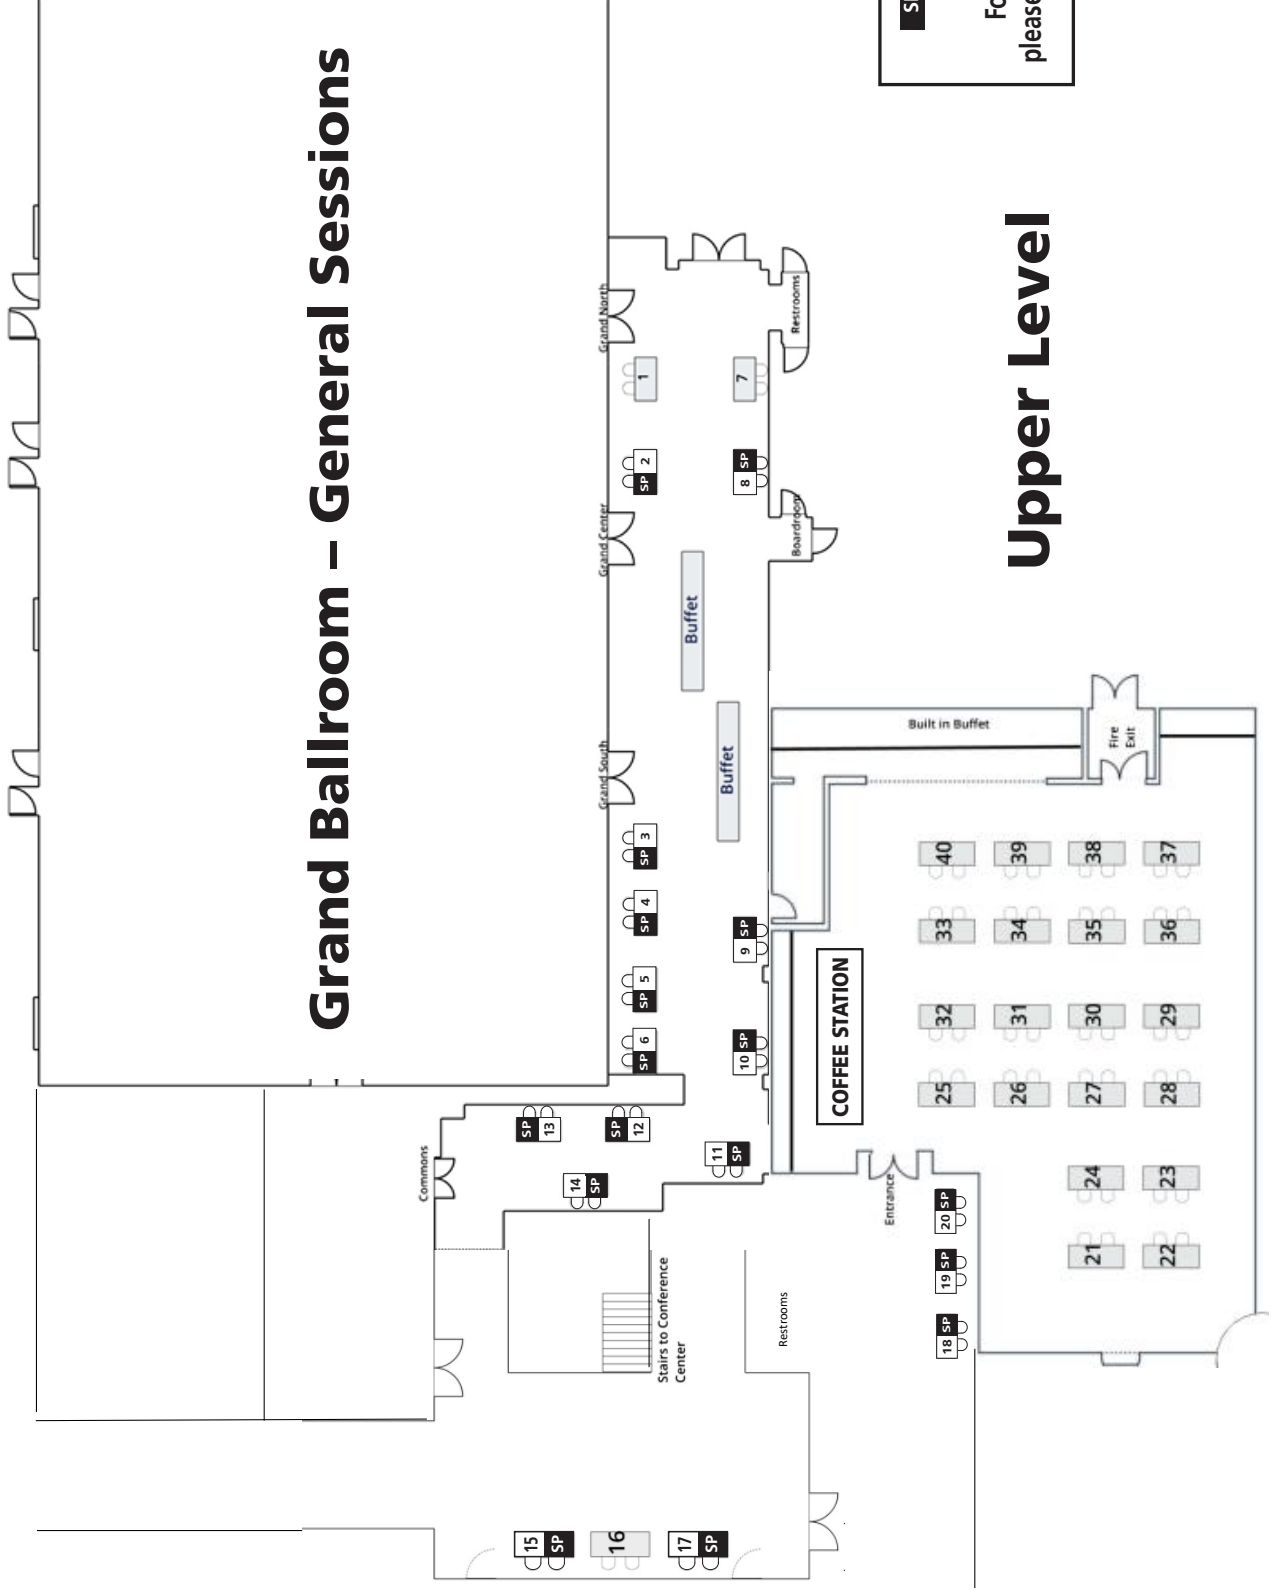 Grand Ballroom – General Sessions
Commons
Grand South
Grand Center
Grand North
15
SP
16
17
SP
14
SP
SP
13
SP
12
11
SP
SP 6
SP 5
SP 4
SP 3
SP 2
1
Stairs to Conference
Center
Buffet
Buffet
10 SP
9 SP
8 SP
7
Restrooms
Boardroom
Restrooms
COFFEE STATION
Entrance
18 SP
19 SP
20 SP
Built in Buffet
Upper Level
please
25
32
33
40
26
31
34
39
21
24
27
30
35
38
22
23
28
29
36
37
Fire
Exit